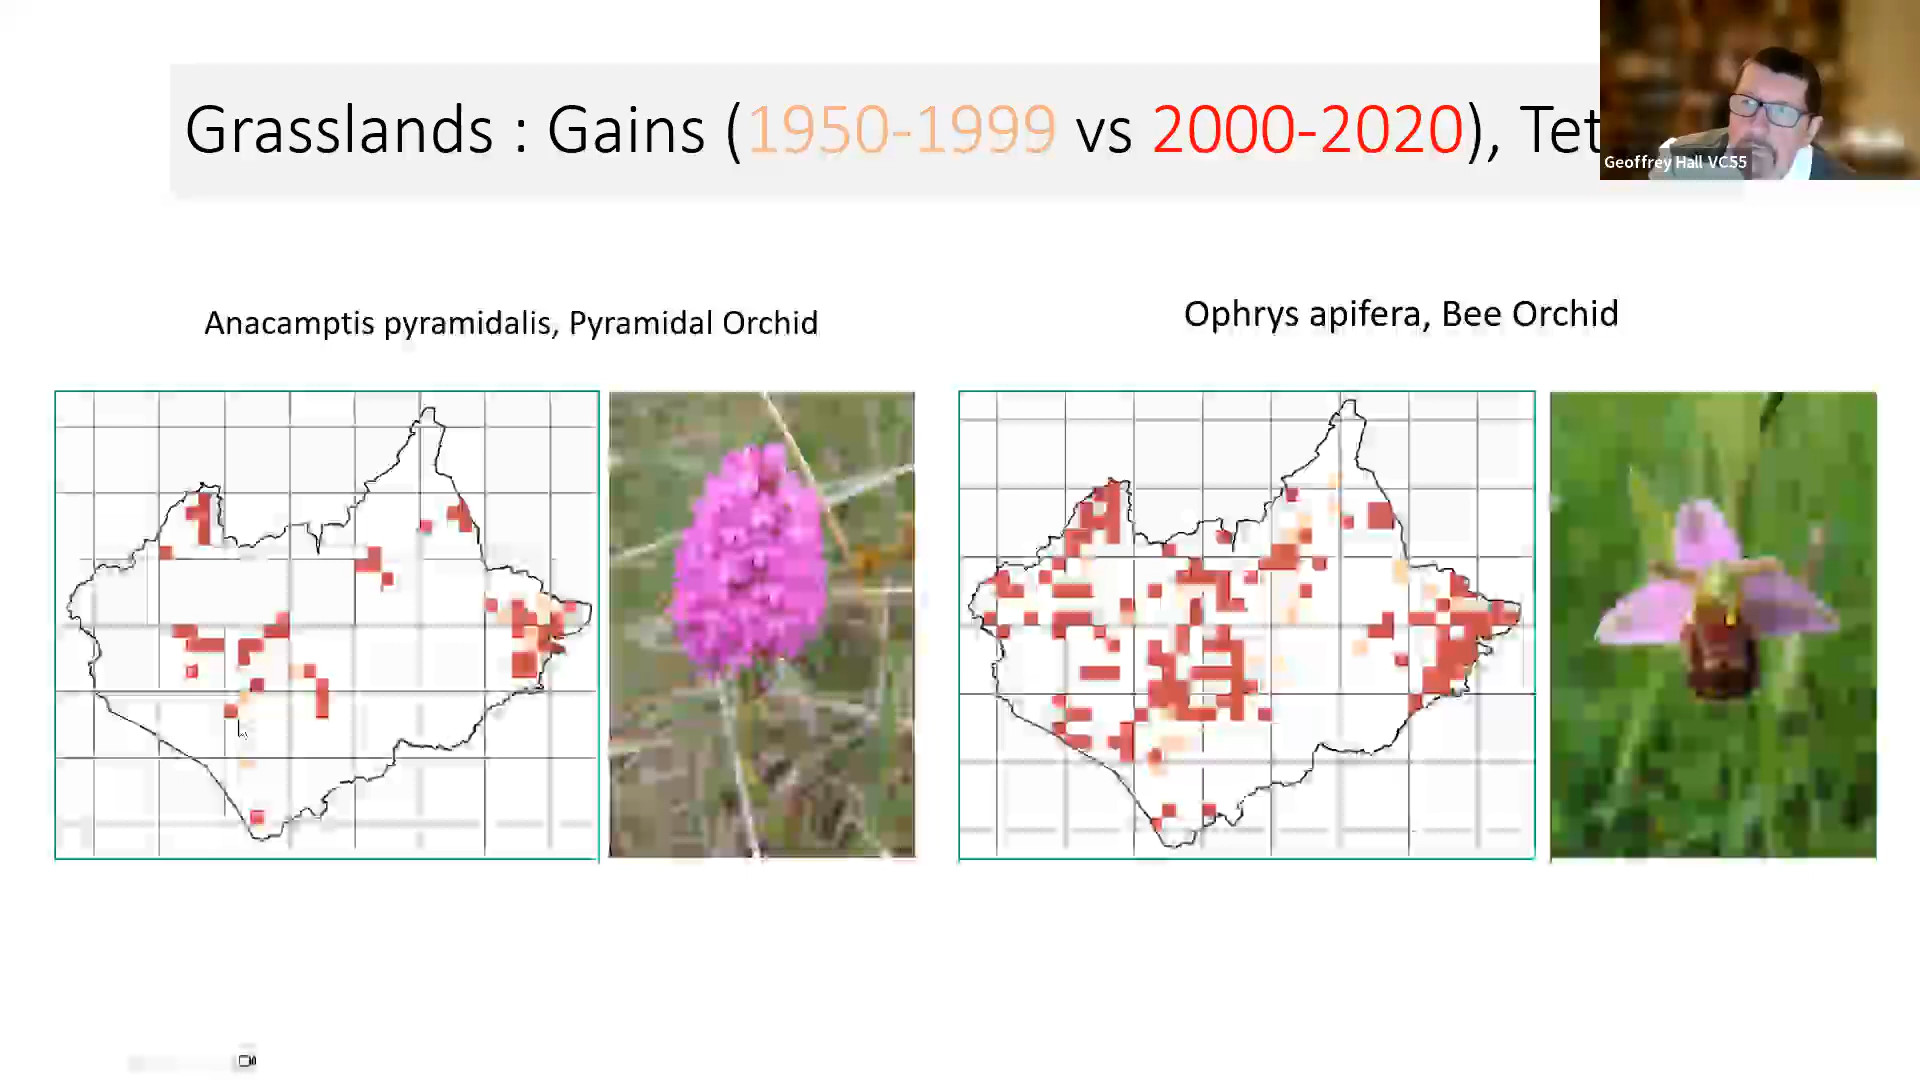 Grasslands : Gains (1950-1999 vs 2000-2020), Tet
Geoffrey Hall VC55
Anacamptis pyramidalis, Pyramidal Orchid
Ophrys apifera, Bee Orchid